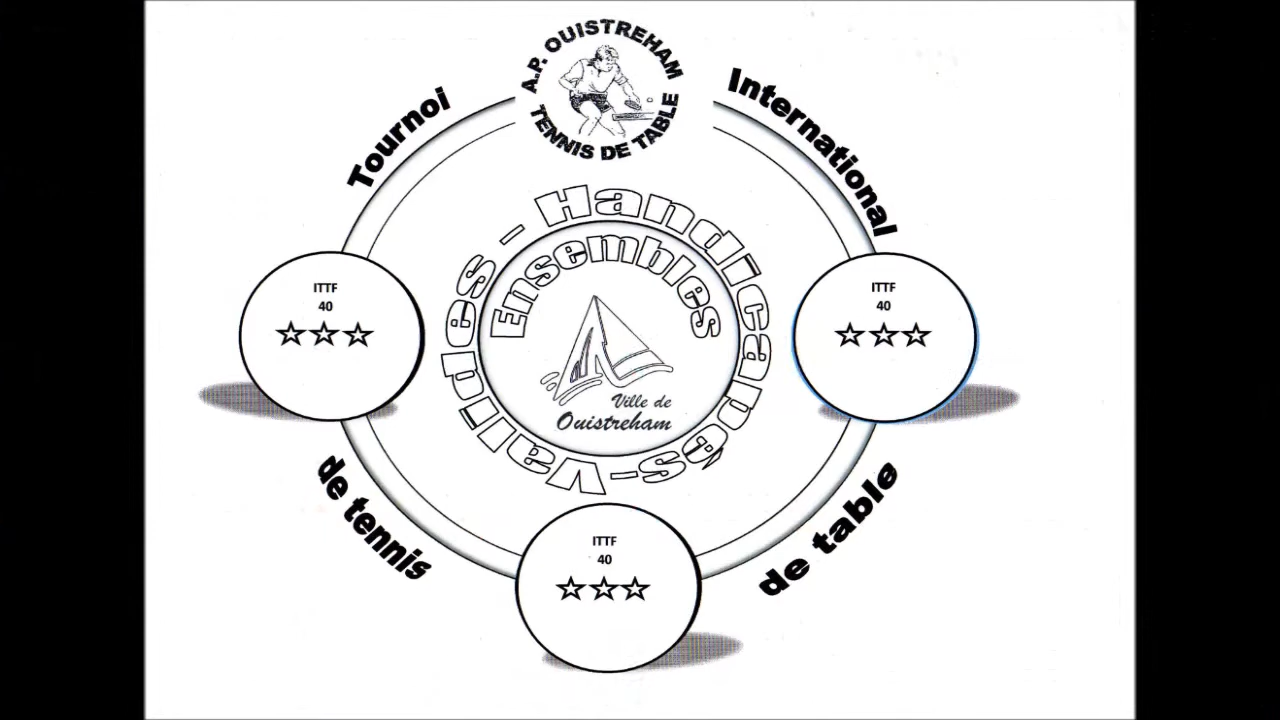 A.P. OUISTREHAM
TENNIS DE TABLE
Tournoi
International
Handicapés-Valides -
Ensembles
ITTF
40
ITTF
40
Ville de
Ouistreham
de tennis
de table
ITTF
40